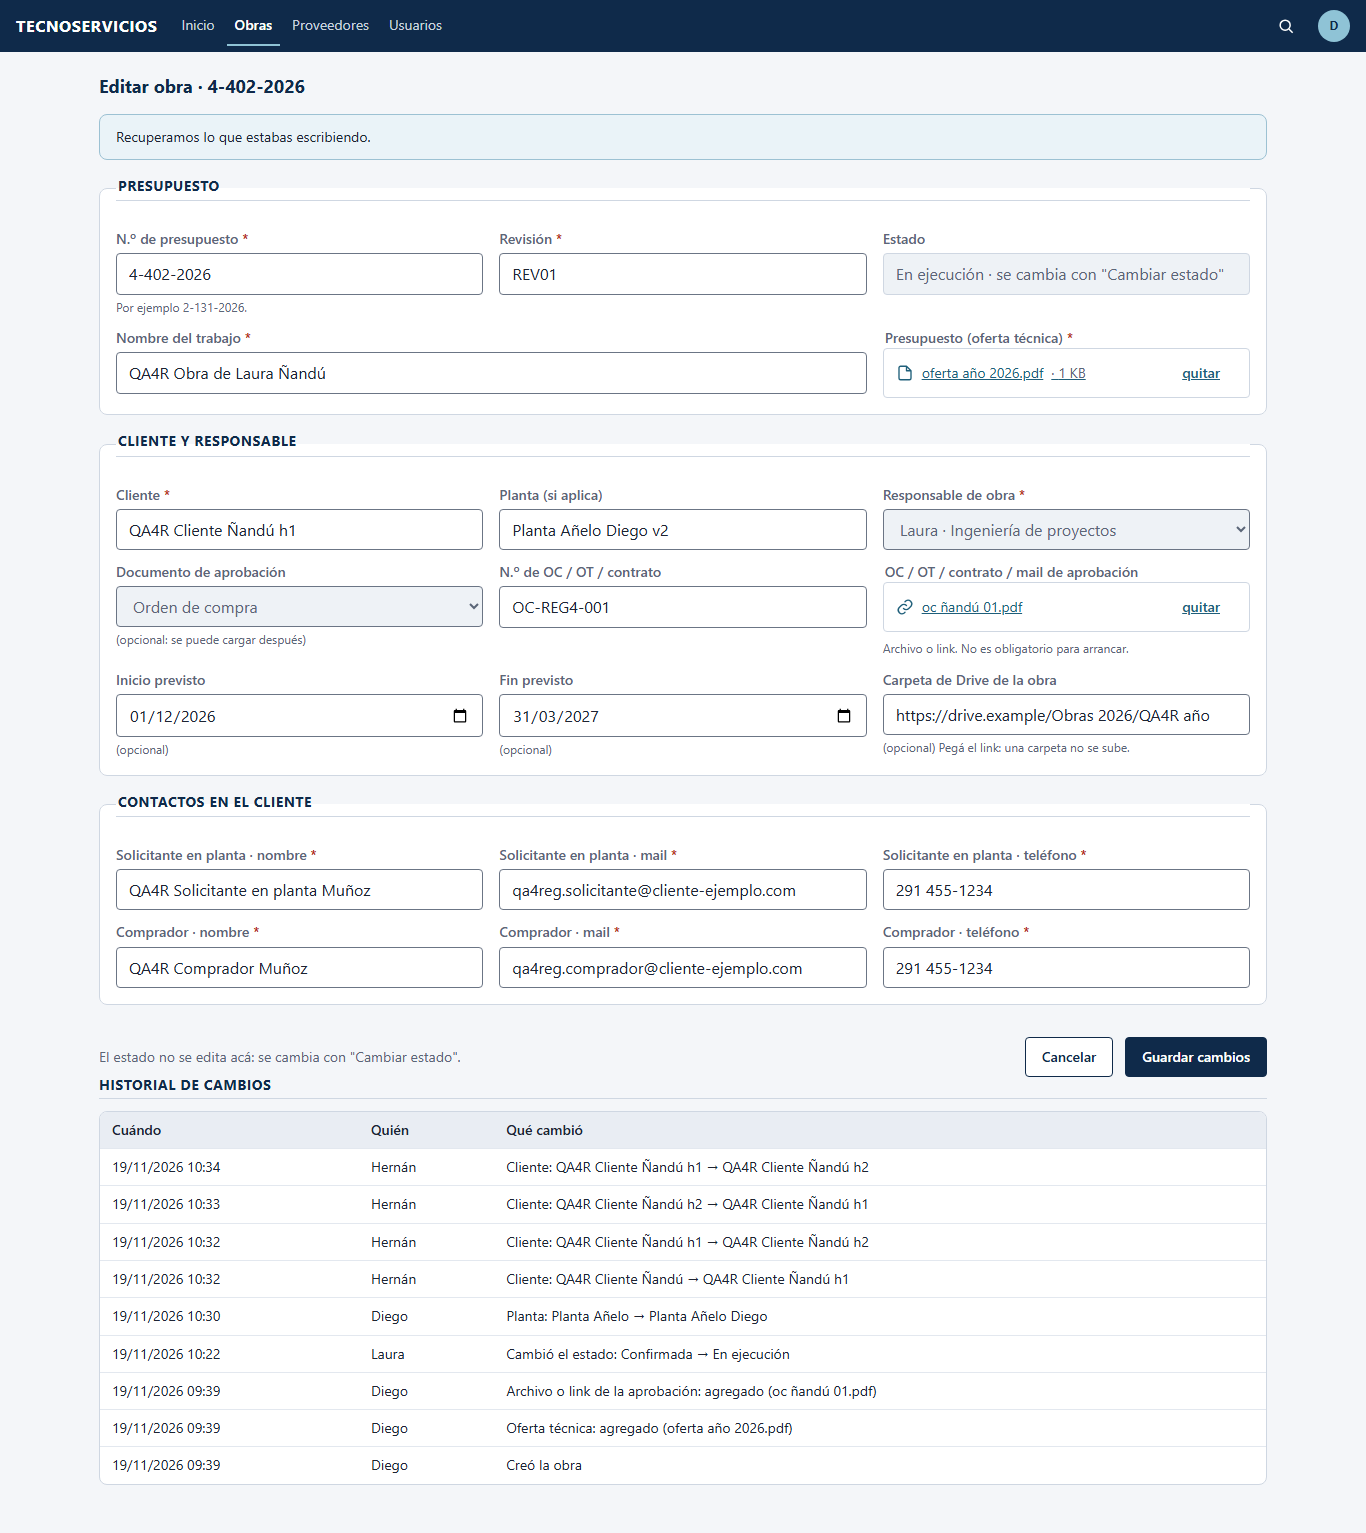 TECNOSERVICIOS Inicio Obras Proveedores Usuarios D
Editar obra · 4-402-2026
Recuperamos lo que estabas escribiendo.
PRESUPUESTO
N.º de presupuesto * Revisión * Estado
4-402-2026 REV01 En ejecución · se cambia con "Cambiar estado"
Por ejemplo 2-131-2026.
Nombre del trabajo * Presupuesto (oferta técnica) *
QA4R Obra de Laura Ñandú oferta año 2026.pdf · 1 KB quitar
CLIENTE Y RESPONSABLE
Cliente * Planta (si aplica) Responsable de obra *
QA4R Cliente Ñandú h1 Planta Añelo Diego v2 Laura · Ingeniería de proyectos
Documento de aprobación N.º de OC / OT / contrato OC / OT / contrato / mail de aprobación
Orden de compra OC-REG4-001 oc ñandú 01.pdf quitar
(opcional: se puede cargar después) Archivo o link. No es obligatorio para arrancar.
Inicio previsto Fin previsto Carpeta de Drive de la obra
01/12/2026 31/03/2027 https://drive.example/Obras 2026/QA4R año
(opcional) (opcional) (opcional) Pegá el link: una carpeta no se sube.
CONTACTOS EN EL CLIENTE
Solicitante en planta · nombre * Solicitante en planta · mail * Solicitante en planta · teléfono *
QA4R Solicitante en planta Muñoz qa4reg.solicitante@cliente-ejemplo.com 291 455-1234
Comprador · nombre * Comprador · mail * Comprador · teléfono *
QA4R Comprador Muñoz qa4reg.comprador@cliente-ejemplo.com 291 455-1234
El estado no se edita acá: se cambia con "Cambiar estado". Cancelar Guardar cambios
HISTORIAL DE CAMBIOS
Cuándo Quién Qué cambió
19/11/2026 10:34 Hernán Cliente: QA4R Cliente Ñandú h1 → QA4R Cliente Ñandú h2
19/11/2026 10:33 Hernán Cliente: QA4R Cliente Ñandú h2 → QA4R Cliente Ñandú h1
19/11/2026 10:32 Hernán Cliente: QA4R Cliente Ñandú h1 → QA4R Cliente Ñandú h2
19/11/2026 10:32 Hernán Cliente: QA4R Cliente Ñandú → QA4R Cliente Ñandú h1
19/11/2026 10:30 Diego Planta: Planta Añelo → Planta Añelo Diego
19/11/2026 10:22 Laura Cambió el estado: Confirmada → En ejecución
19/11/2026 09:39 Diego Archivo o link de la aprobación: agregado (oc ñandú 01.pdf)
19/11/2026 09:39 Diego Oferta técnica: agregado (oferta año 2026.pdf)
19/11/2026 09:39 Diego Creó la obra